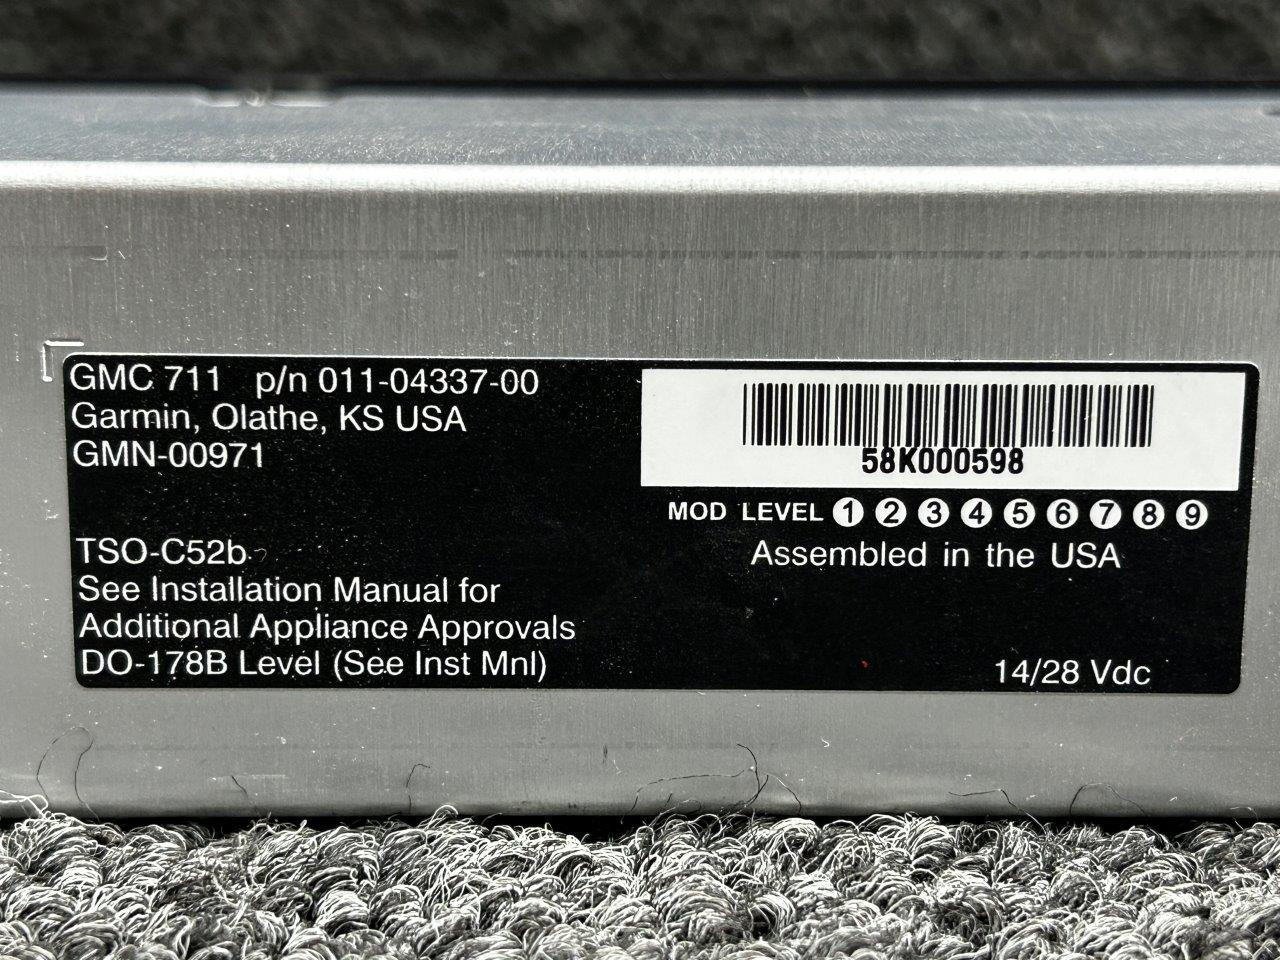 GMC 711 p/n 011-04337-00
Garmin, Olathe, KS USA
GMN-00971
TSO-C52b
See Installation Manual for
Additional Appliance Approvals
DO-178B Level (See Inst Mnl)
58K000598
MOD LEVEL 1 2 3 4 5 6 7 8 9
Assembled in the USA
14/28 Vdc